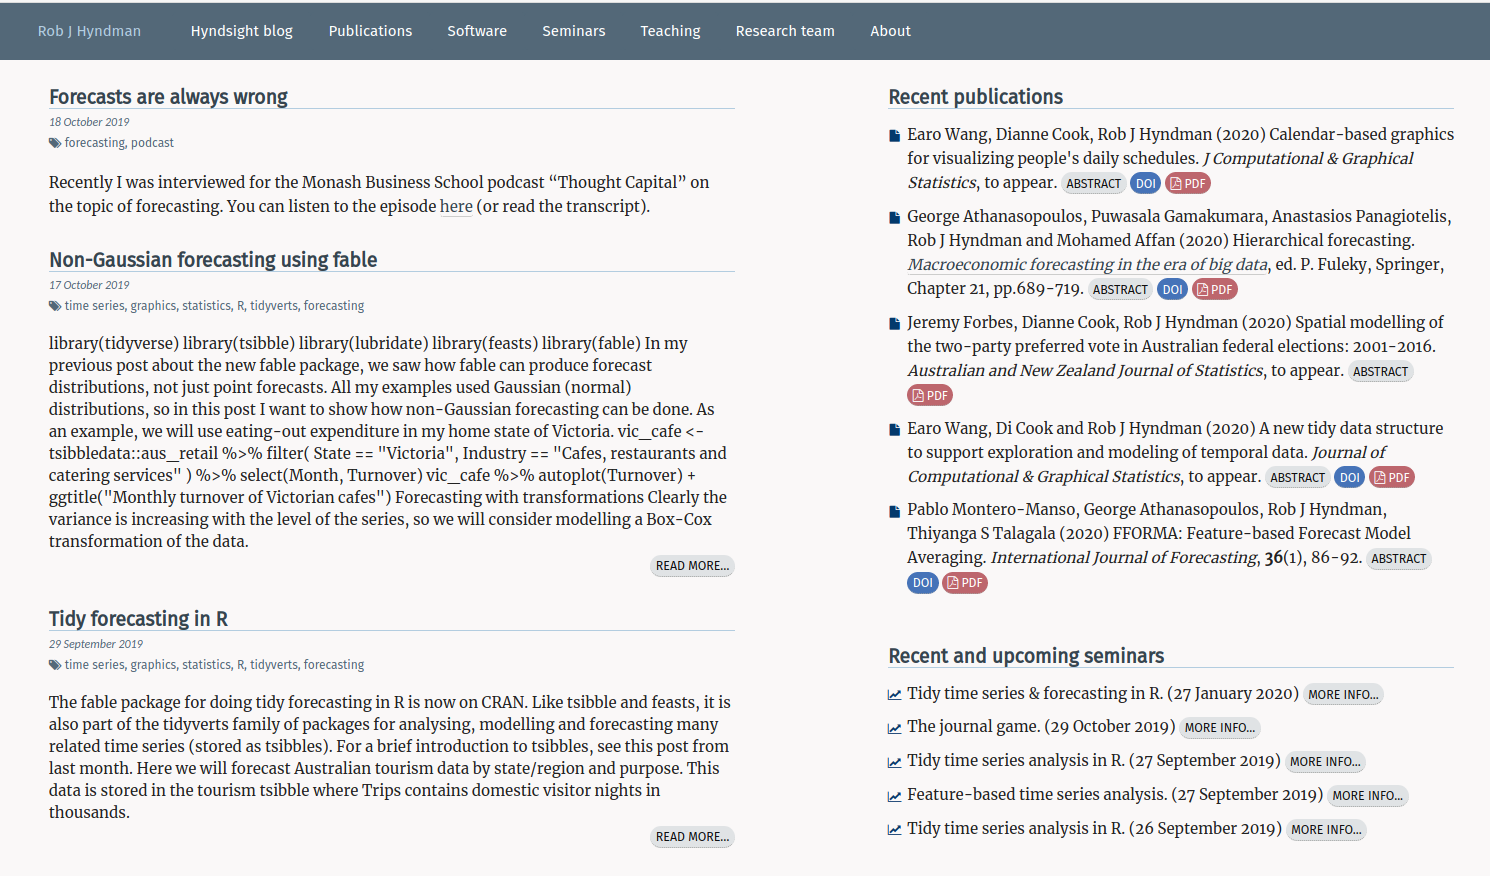 Rob J Hyndman Hyndsight blog Publications Software Seminars Teaching Research team About
Forecasts are always wrong
18 October 2019
forecasting, podcast
Recently I was interviewed for the Monash Business School podcast “Thought Capital” on
the topic of forecasting. You can listen to the episode here (or read the transcript).
Non-Gaussian forecasting using fable
17 October 2019
time series, graphics, statistics, R, tidyverts, forecasting
library(tidyverse) library(tsibble) library(lubridate) library(feasts) library(fable) In my
previous post about the new fable package, we saw how fable can produce forecast
distributions, not just point forecasts. All my examples used Gaussian (normal)
distributions, so in this post I want to show how non-Gaussian forecasting can be done. As
an example, we will use eating-out expenditure in my home state of Victoria. vic_cafe <-
tsibbledata::aus_retail %>% filter( State == "Victoria", Industry == "Cafes, restaurants and
catering services" ) %>% select(Month, Turnover) vic_cafe %>% autoplot(Turnover) +
ggtitle("Monthly turnover of Victorian cafes") Forecasting with transformations Clearly the
variance is increasing with the level of the series, so we will consider modelling a Box-Cox
transformation of the data.
READ MORE...
Tidy forecasting in R
29 September 2019
time series, graphics, statistics, R, tidyverts, forecasting
The fable package for doing tidy forecasting in R is now on CRAN. Like tsibble and feasts, it is
also part of the tidyverts family of packages for analysing, modelling and forecasting many
related time series (stored as tsibbles). For a brief introduction to tsibbles, see this post from
last month. Here we will forecast Australian tourism data by state/region and purpose. This
data is stored in the tourism tsibble where Trips contains domestic visitor nights in
thousands.
READ MORE...
Recent publications
Earo Wang, Dianne Cook, Rob J Hyndman (2020) Calendar-based graphics
for visualizing people's daily schedules. J Computational & Graphical
Statistics, to appear. ABSTRACT DOI PDF
George Athanasopoulos, Puwasala Gamakumara, Anastasios Panagiotelis,
Rob J Hyndman and Mohamed Affan (2020) Hierarchical forecasting.
Macroeconomic forecasting in the era of big data, ed. P. Fuleky, Springer,
Chapter 21, pp.689-719. ABSTRACT DOI PDF
Jeremy Forbes, Dianne Cook, Rob J Hyndman (2020) Spatial modelling of
the two-party preferred vote in Australian federal elections: 2001-2016.
Australian and New Zealand Journal of Statistics, to appear. ABSTRACT
PDF
Earo Wang, Di Cook and Rob J Hyndman (2020) A new tidy data structure
to support exploration and modeling of temporal data. Journal of
Computational & Graphical Statistics, to appear. ABSTRACT DOI PDF
Pablo Montero-Manso, George Athanasopoulos, Rob J Hyndman,
Thiyanga S Talagala (2020) FFORMA: Feature-based Forecast Model
Averaging. International Journal of Forecasting, 36(1), 86-92. ABSTRACT
DOI PDF
Recent and upcoming seminars
Tidy time series & forecasting in R. (27 January 2020) MORE INFO...
The journal game. (29 October 2019) MORE INFO...
Tidy time series analysis in R. (27 September 2019) MORE INFO...
Feature-based time series analysis. (27 September 2019) MORE INFO...
Tidy time series analysis in R. (26 September 2019) MORE INFO...